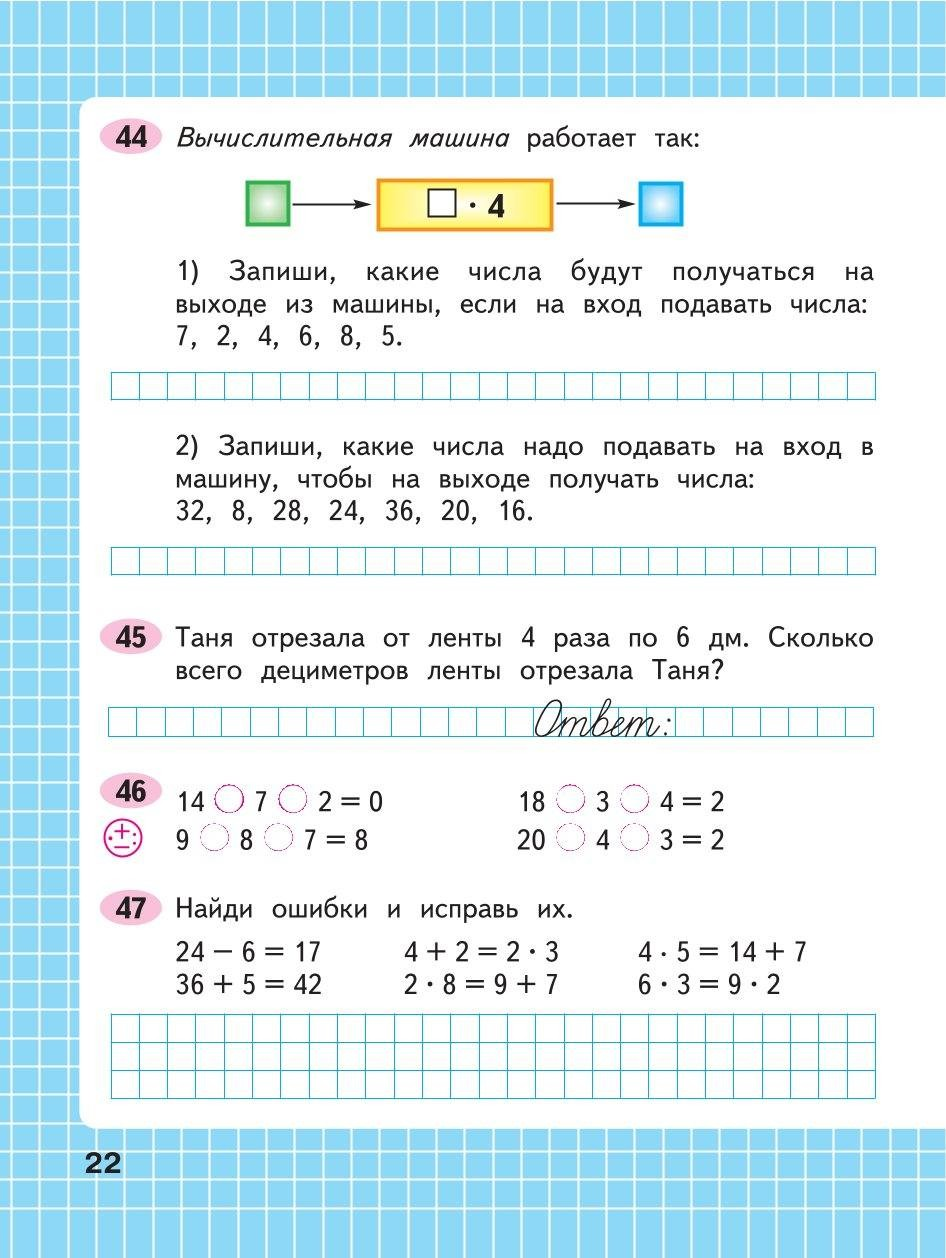 44 Вычислительная машина работает так:
□ · 4
1) Запиши, какие числа будут получаться на
выходе из машины, если на вход подавать числа:
7, 2, 4, 6, 8, 5.
2) Запиши, какие числа надо подавать на вход в
машину, чтобы на выходе получать числа:
32, 8, 28, 24, 36, 20, 16.
45 Таня отрезала от ленты 4 раза по 6 дм. Сколько
всего дециметров ленты отрезала Таня?
Ответ:
46 14 ○ 7 ○ 2 = 0 18 ○ 3 ○ 4 = 2
9 ○ 8 ○ 7 = 8 20 ○ 4 ○ 3 = 2
47 Найди ошибки и исправь их.
24 − 6 = 17 4 + 2 = 2 · 3 4 · 5 = 14 + 7
36 + 5 = 42 2 · 8 = 9 + 7 6 · 3 = 9 · 2
22